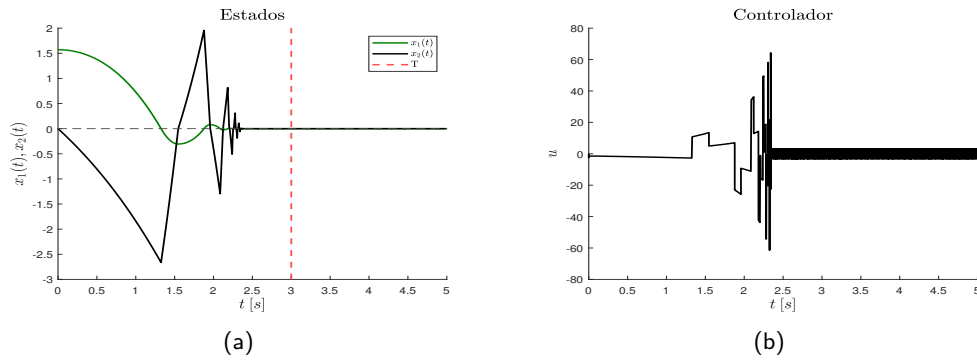 Estados
2
1.5
1
0.5
0
-0.5
-1
-1.5
-2
-2.5
-3
x₁(t), x₂(t)
x₁(t)
x₂(t)
T
0 0.5 1 1.5 2 2.5 3 3.5 4 4.5 5
t [s]
(a)
Controlador
80
60
40
20
0
-20
-40
-60
-80
u
0 0.5 1 1.5 2 2.5 3 3.5 4 4.5 5
t [s]
(b)